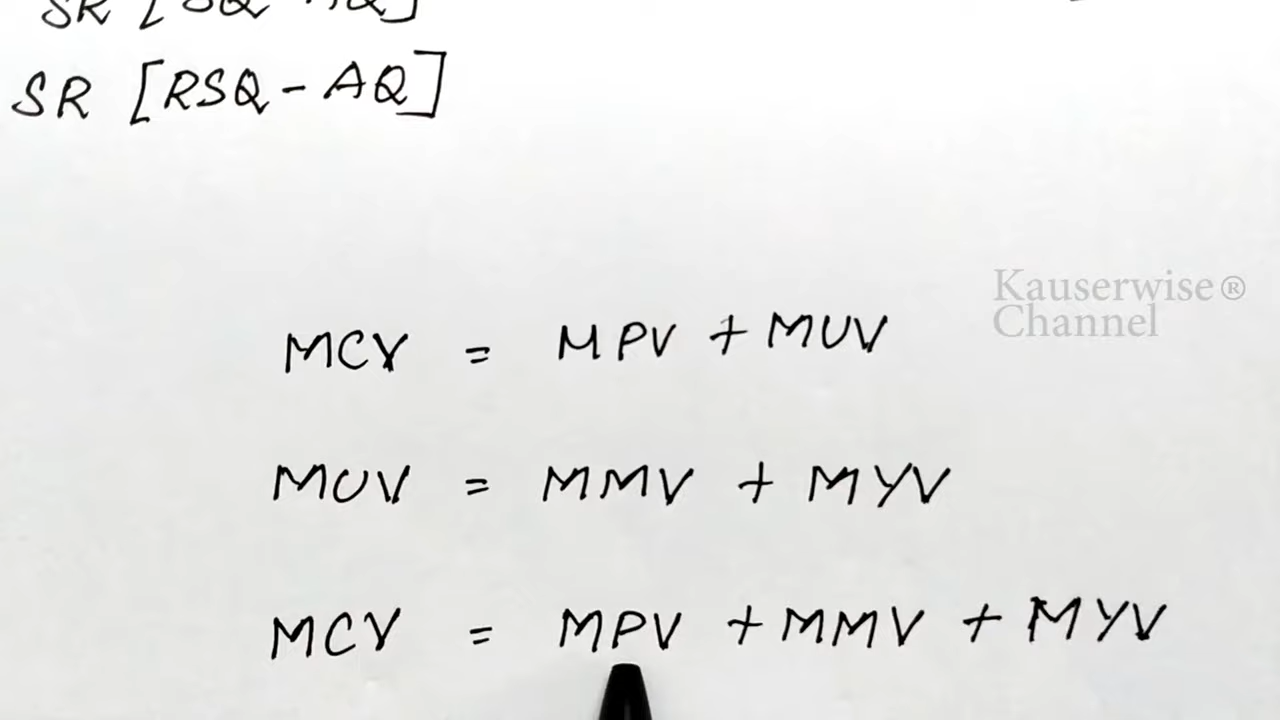 SR [RSQ - AQ]
Kauserwise®
Channel
MCV = MPV + MUV
MUV = MMV + MYV
MCV = MPV + MMV + MYV